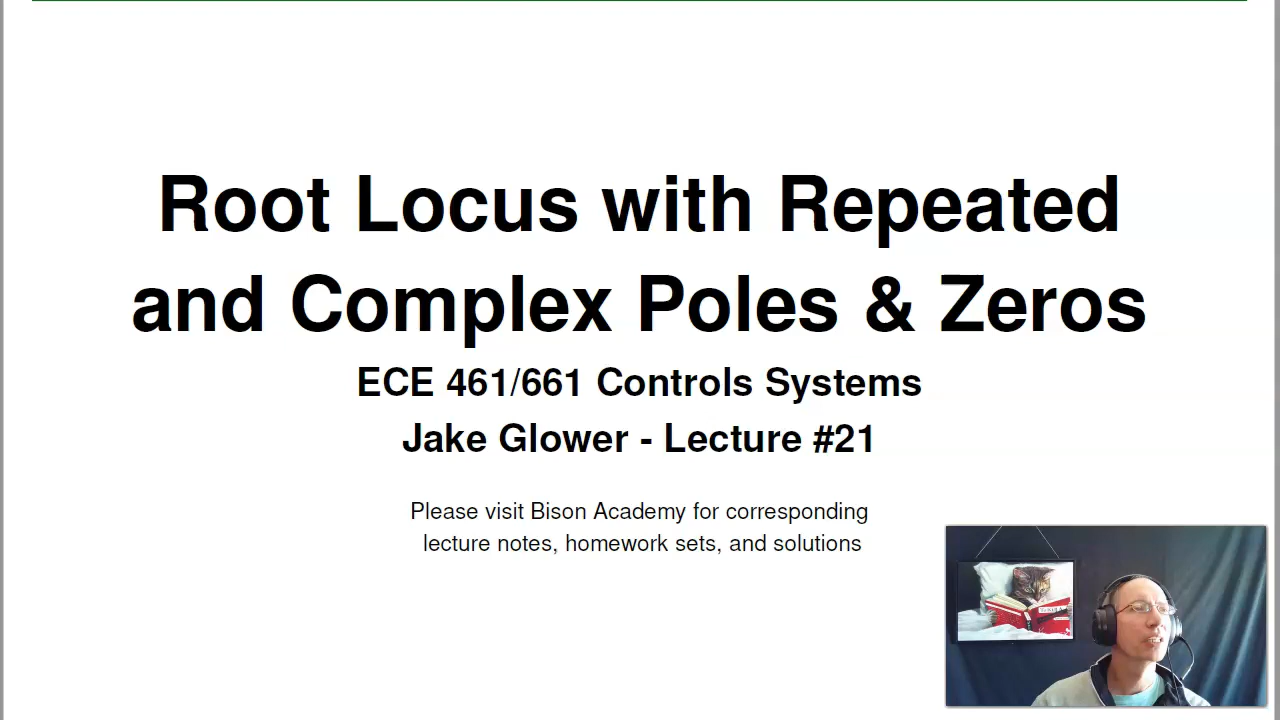 Root Locus with Repeated
and Complex Poles & Zeros
ECE 461/661 Controls Systems
Jake Glower - Lecture #21
Please visit Bison Academy for corresponding
lecture notes, homework sets, and solutions